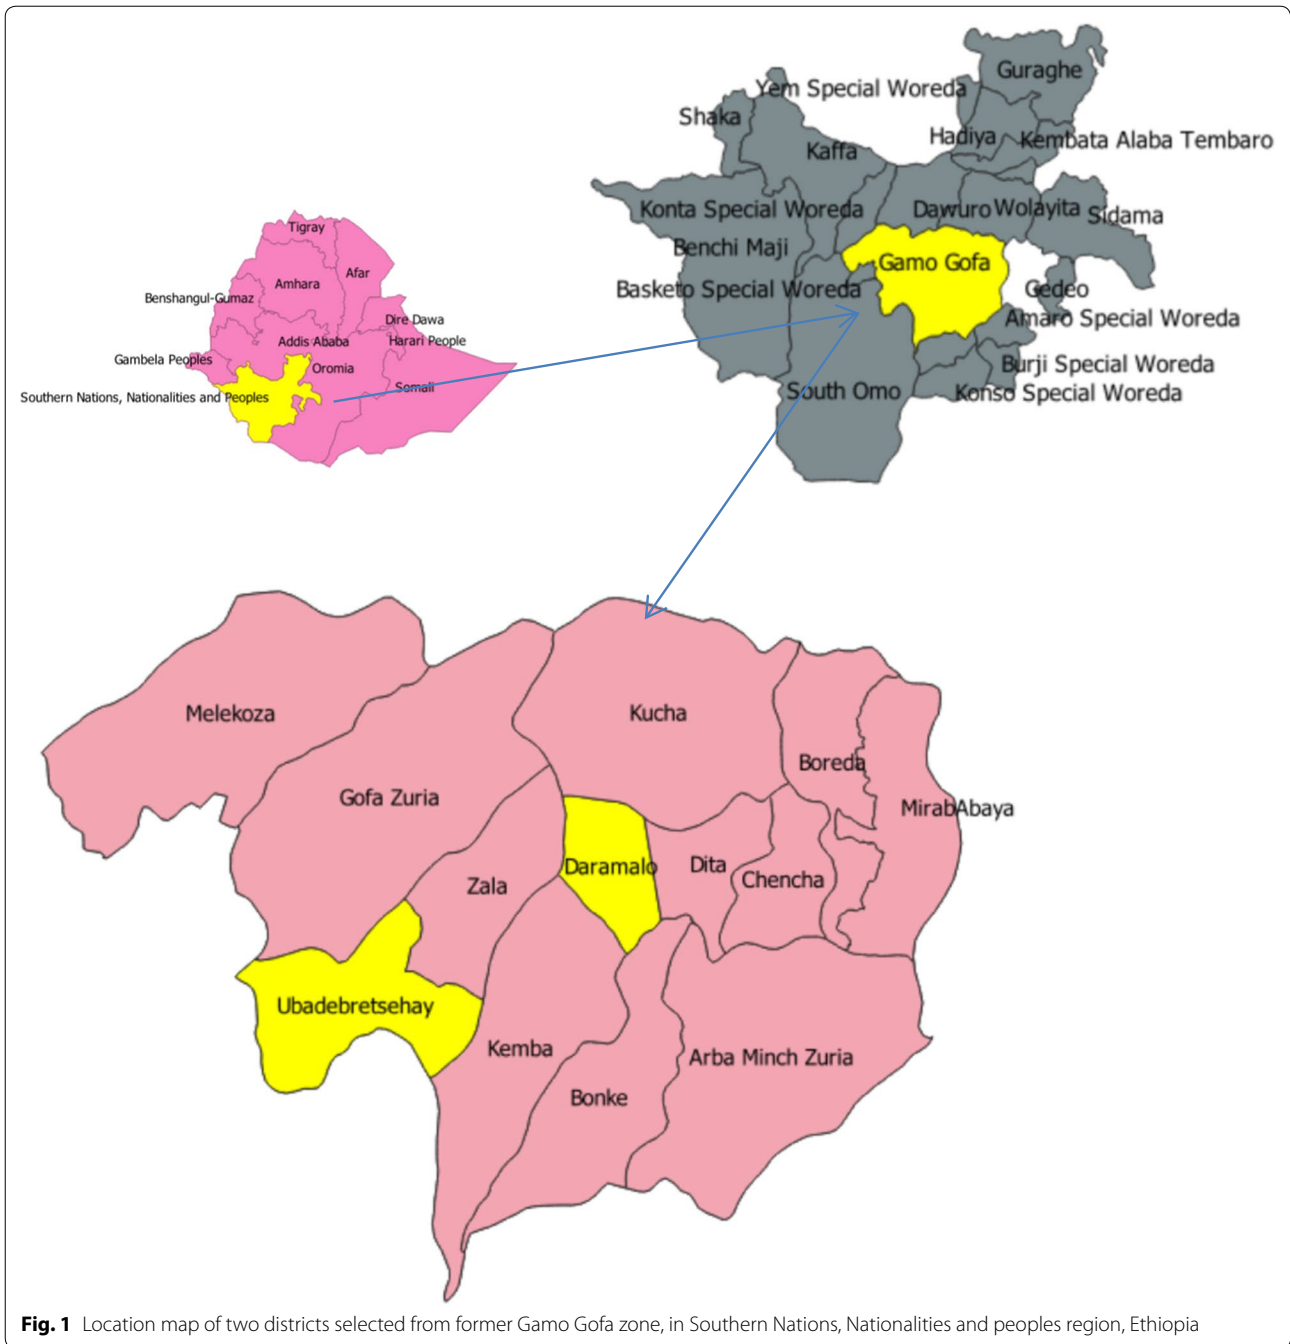 Guraghe
Yem Special Woreda
Shaka
Hadiya
Kembata Alaba Tembaro
Kaffa
Konta Special Woreda
Dawuro
Wolayita
Sidama
Benchi Maji
Gamo Gofa
Basketo Special Woreda
Gedeo
Amaro Special Woreda
Burji Special Woreda
South Omo
Konso Special Woreda
Tigray
Afar
Amhara
Benshangul-Gumaz
Dire Dawa
Addis Ababa
Harari People
Gambela Peoples
Oromia
Somali
Southern Nations, Nationalities and Peoples
Melekoza
Kucha
Boreda
Gofa Zuria
MirabAbaya
Daramalo
Dita
Chencha
Zala
Ubadebretsehay
Kemba
Arba Minch Zuria
Bonke
Fig. 1 Location map of two districts selected from former Gamo Gofa zone, in Southern Nations, Nationalities and peoples region, Ethiopia